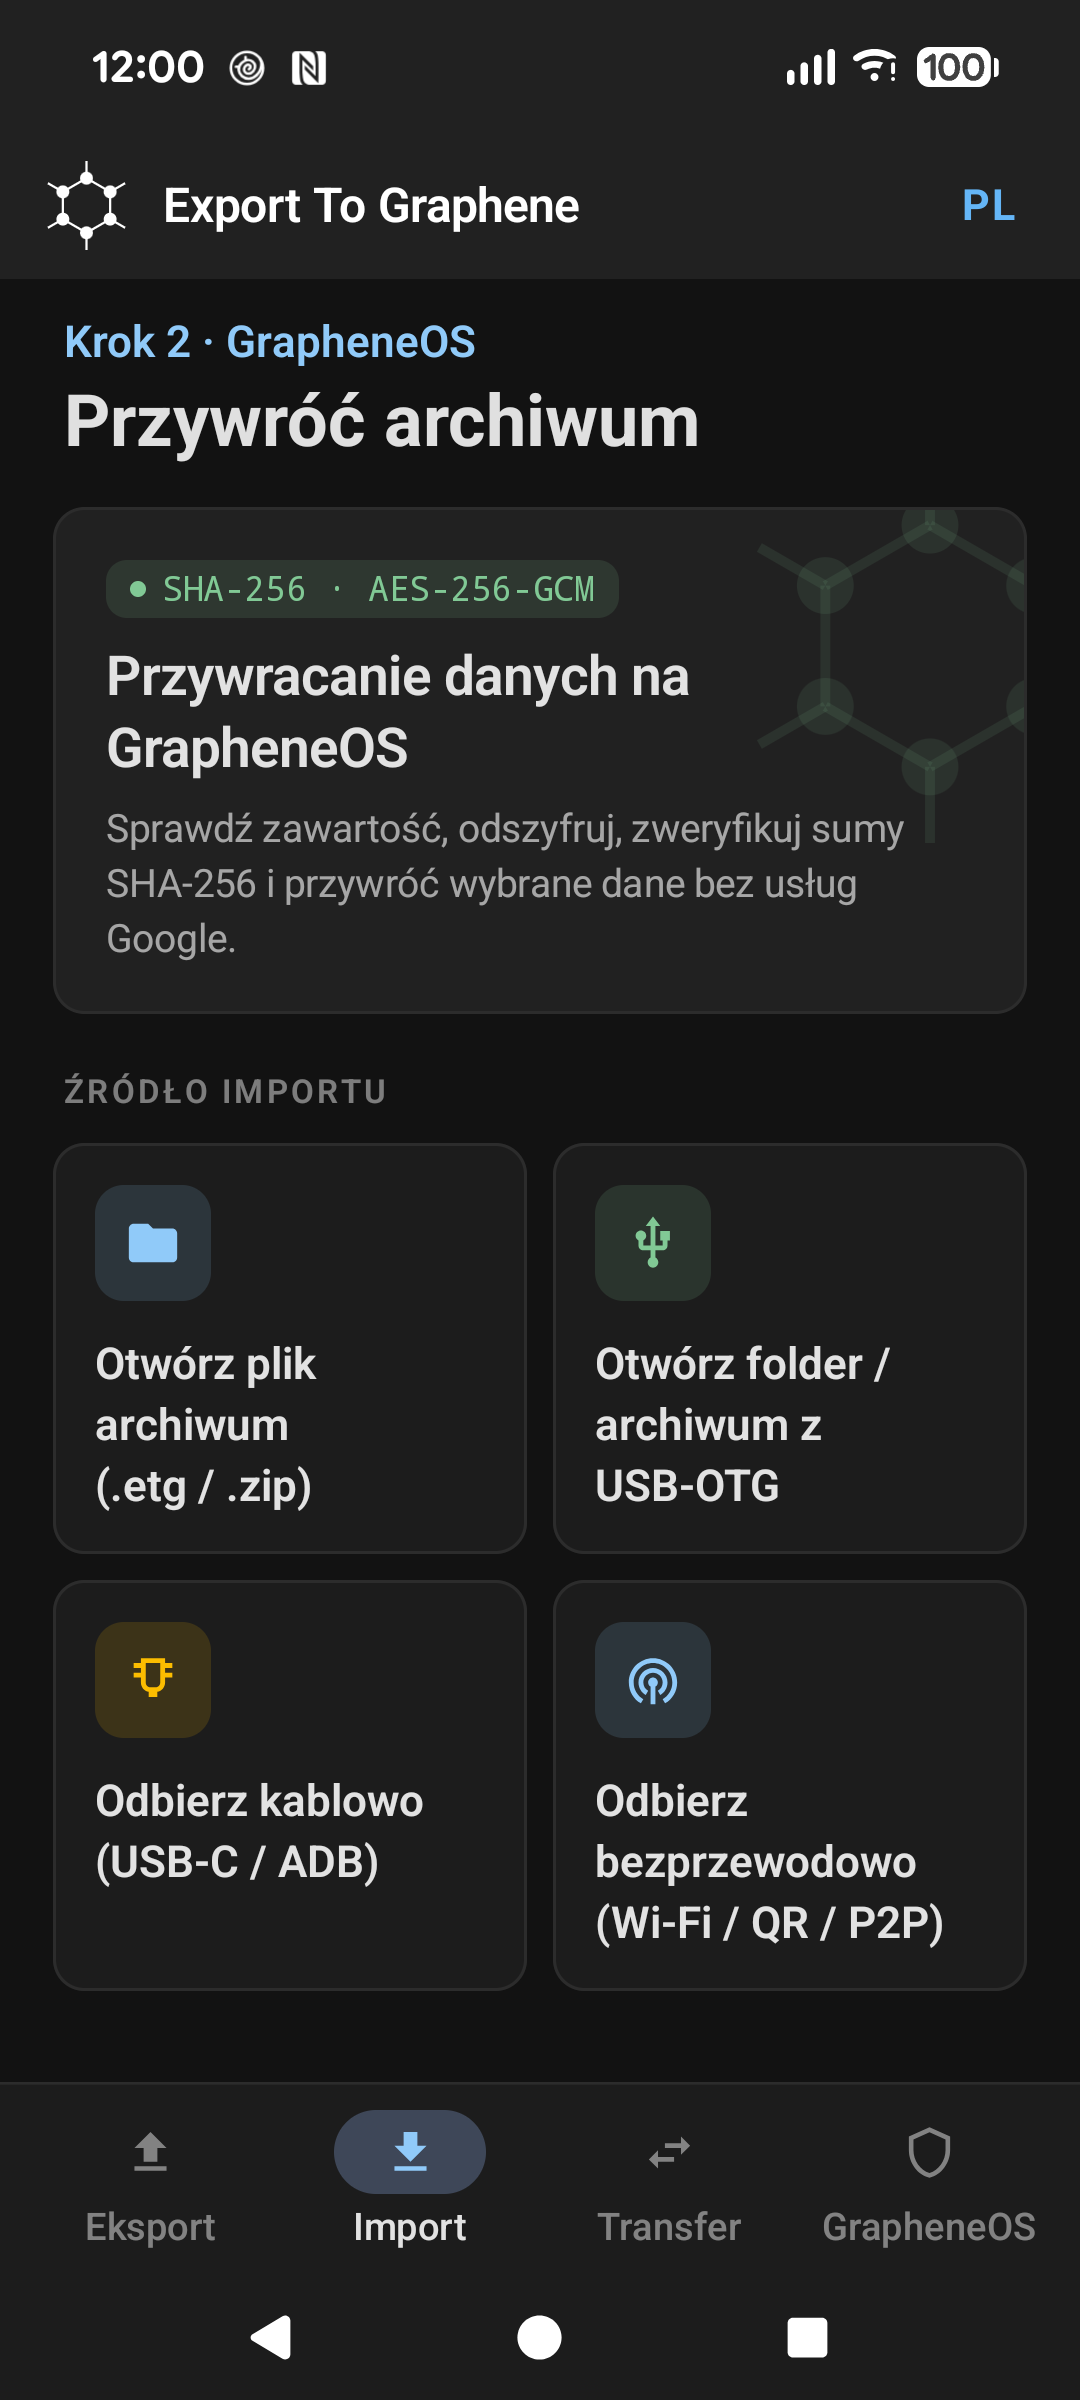 12:00
100
Export To Graphene
PL
Krok 2 · GrapheneOS
Przywróć archiwum
SHA-256 · AES-256-GCM
Przywracanie danych na
GrapheneOS
Sprawdź zawartość, odszyfruj, zweryfikuj sumy
SHA-256 i przywróć wybrane dane bez usług
Google.
ŹRÓDŁO IMPORTU
Otwórz plik
archiwum
(.etg / .zip)
Otwórz folder /
archiwum z
USB-OTG
Odbierz kablowo
(USB-C / ADB)
Odbierz
bezprzewodowo
(Wi-Fi / QR / P2P)
Eksport
Import
Transfer
GrapheneOS